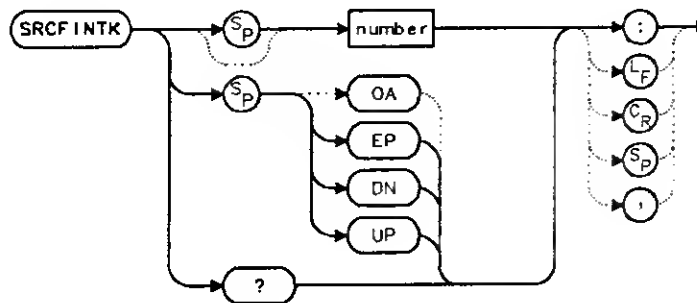 SRCFINTK SP number :
LF
SP OA CR
EP SP
DN ,
UP
?